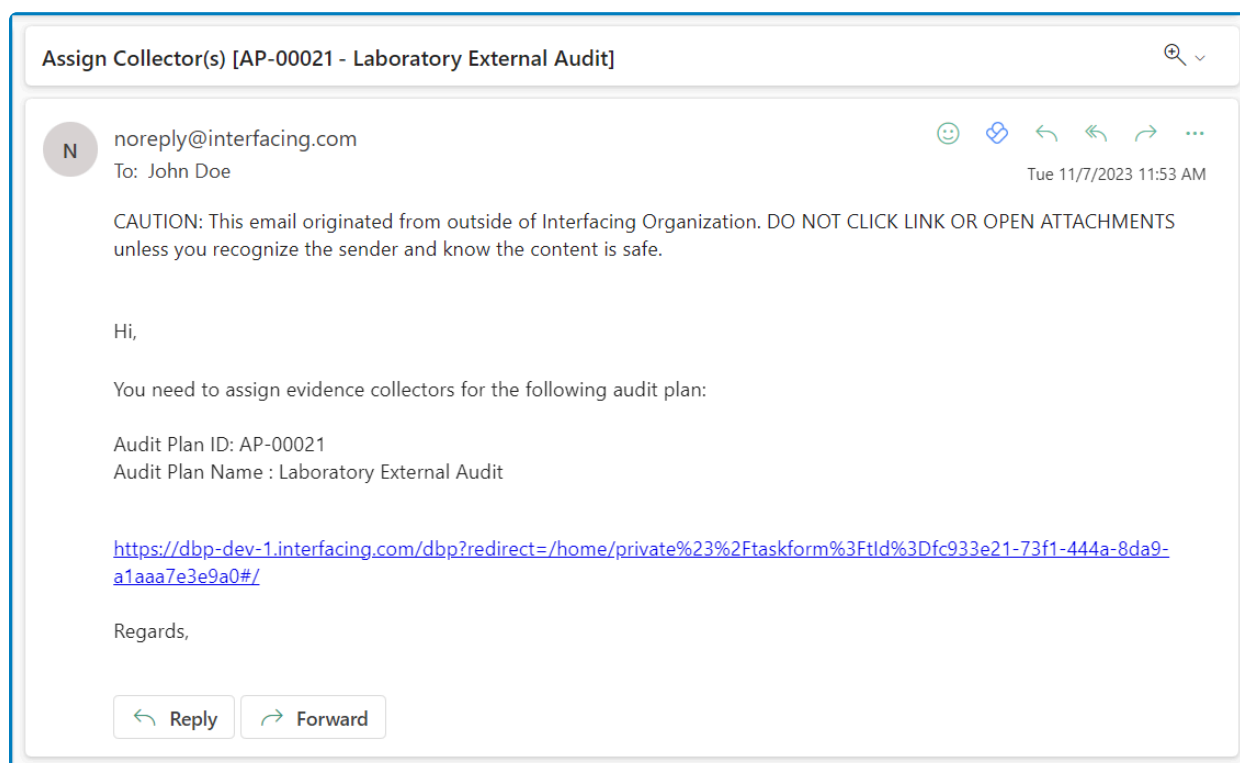 Assign Collector(s) [AP-00021 - Laboratory External Audit]
N
noreply@interfacing.com
To: John Doe
Tue 11/7/2023 11:53 AM
CAUTION: This email originated from outside of Interfacing Organization. DO NOT CLICK LINK OR OPEN ATTACHMENTS
unless you recognize the sender and know the content is safe.
Hi,
You need to assign evidence collectors for the following audit plan:
Audit Plan ID: AP-00021
Audit Plan Name : Laboratory External Audit
https://dbp-dev-1.interfacing.com/dbp?redirect=/home/private%23%2Ftaskform%3FtId%3Dfc933e21-73f1-444a-8da9-
a1aaa7e3e9a0#/
Regards,
Reply
Forward